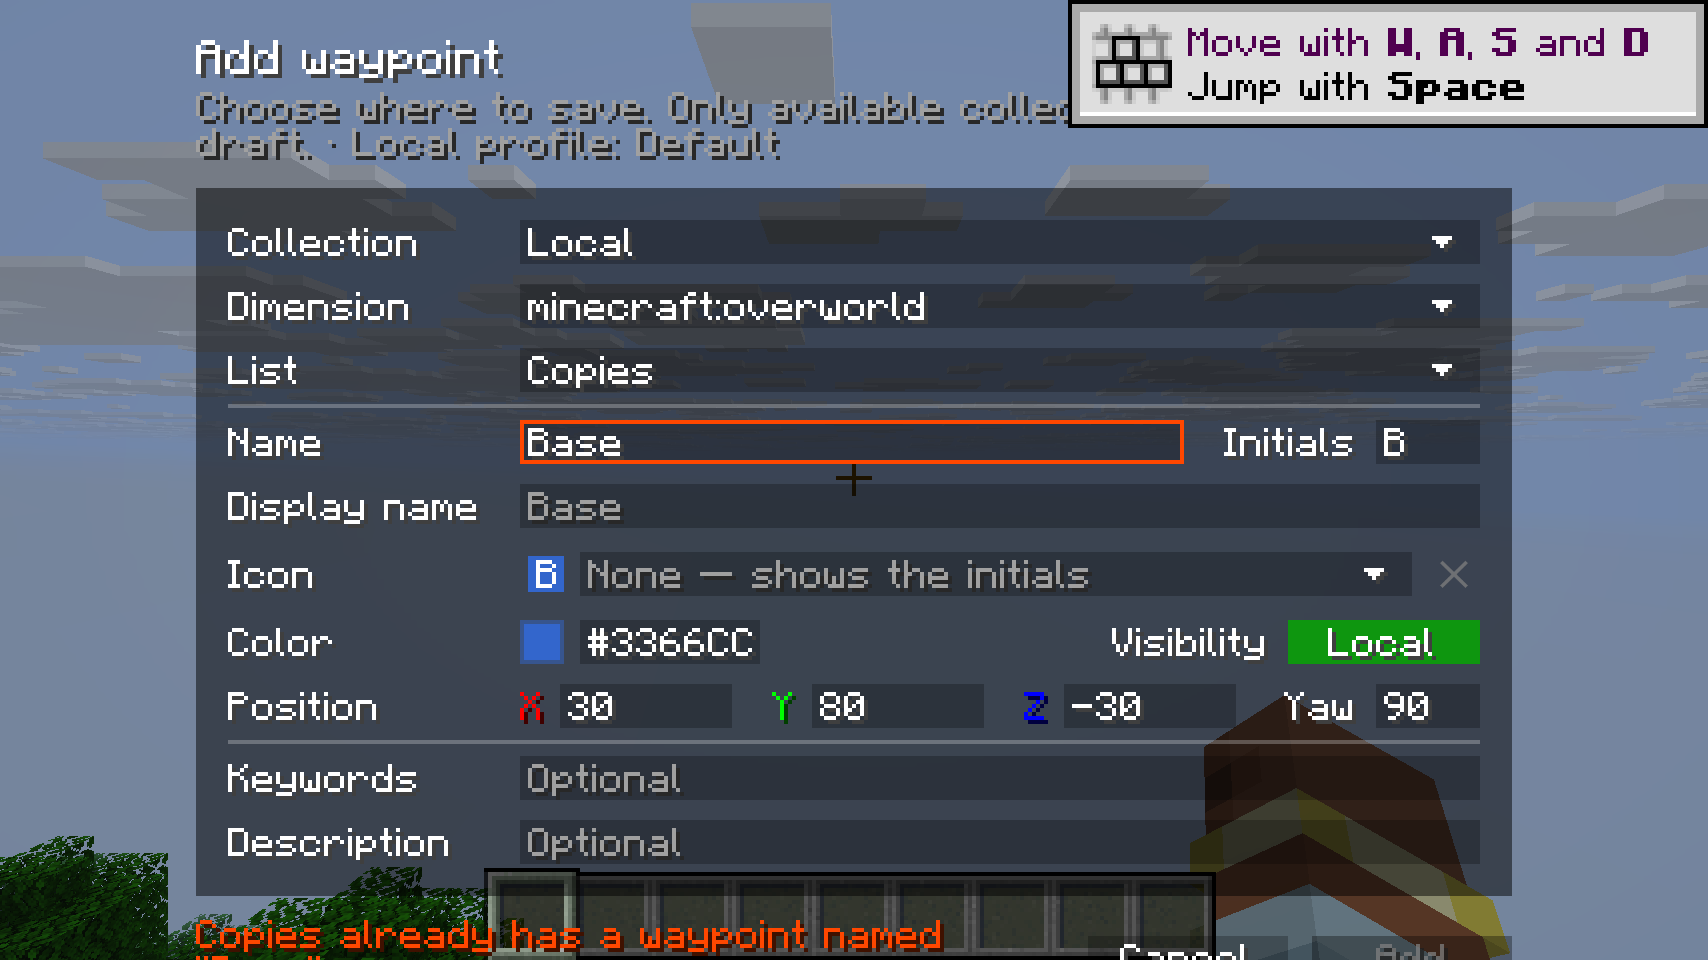 Add waypoint
Choose where to save. Only available collec
draft. · Local profile: Default
Move with W, A, S and D
Jump with Space
Collection Local
Dimension minecraft:overworld
List Copies
Name Base Initials B
Display name Base
Icon B None — shows the initials
Color #3366CC Visibility Local
Position X 30 Y 80 Z -30 Yaw 90
Keywords Optional
Description Optional
Copies already has a waypoint named
Cancel Add